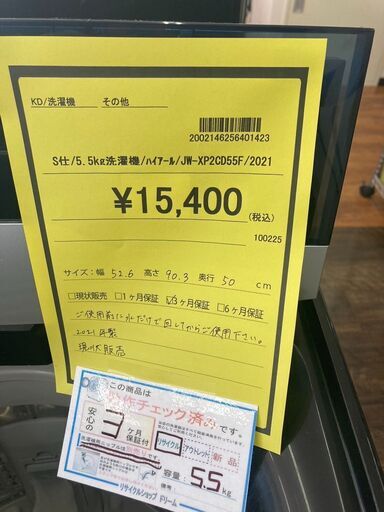 KD/洗濯機 その他
2002146256401423
S仕/5.5kg洗濯機/ﾊｲｱｰﾙ/JW-XP2CD55F/2021
¥15,400
(税込)
100225
サイズ:幅 52.6 高さ 90.3 奥行 50 cm
□現状販売 □1ヶ月保証 ☑3ヶ月保証 □6ヶ月保証
ご使用前に水だけで回してからご使用下さい。
2021年製
現状販売
この商品は
動作チェック済みです。
安心の 3 ヶ月保証付
リサイクル アウトレット 新品
容量: 5.5 kg
備考:
リサイクルショップ ドリーム